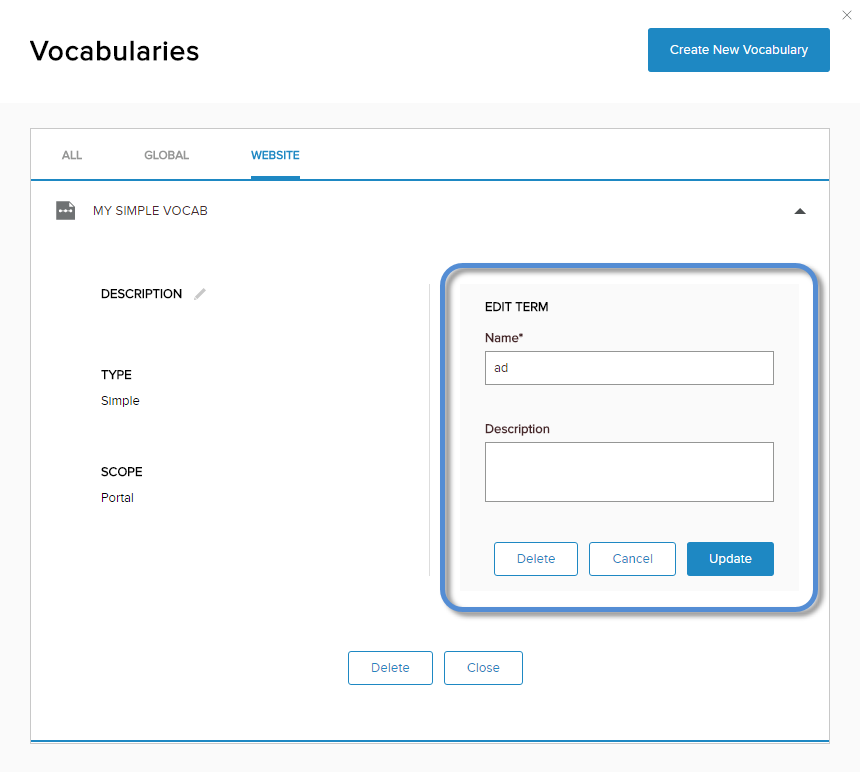 Vocabularies
Create New Vocabulary
ALL GLOBAL WEBSITE
MY SIMPLE VOCAB
DESCRIPTION
TYPE
Simple
SCOPE
Portal
EDIT TERM
Name*
ad
Description
Delete Cancel Update
Delete Close